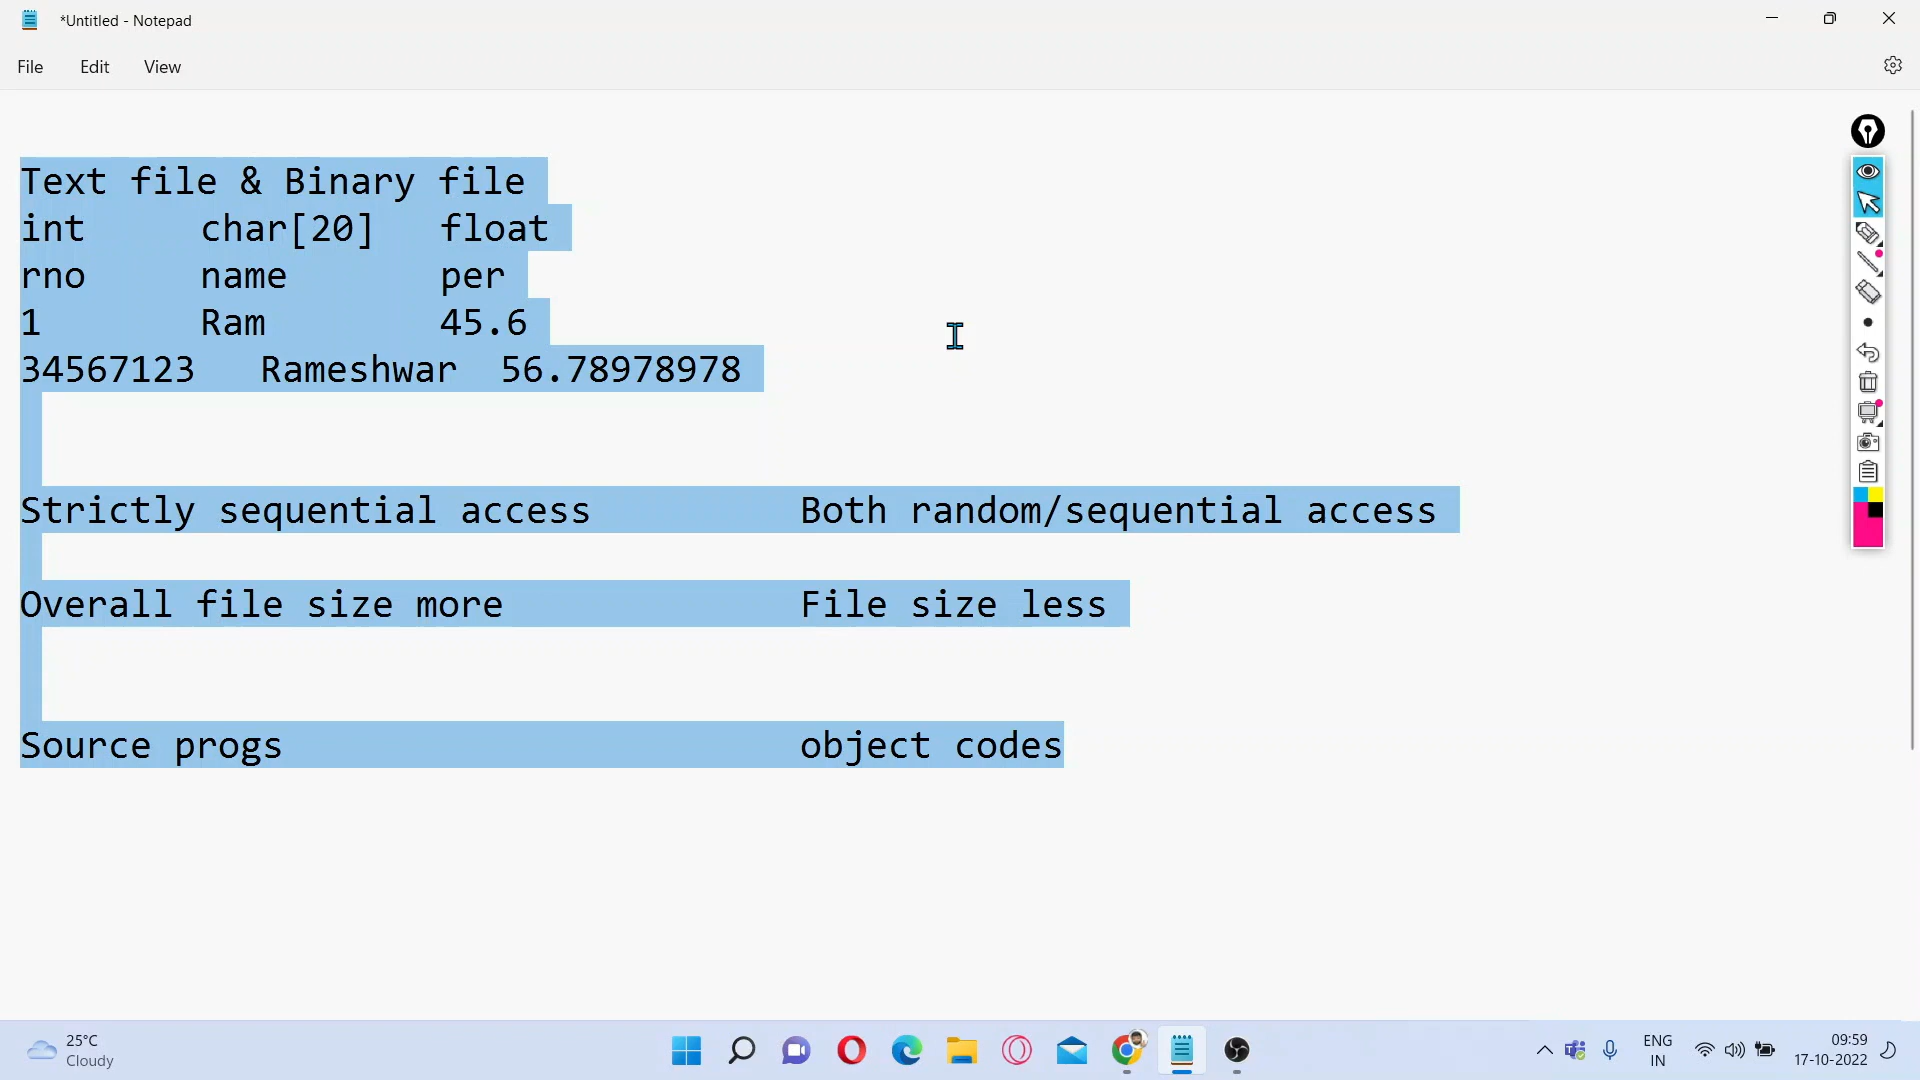 *Untitled - Notepad
File Edit View
Text file & Binary file
int char[20] float
rno name per
1 Ram 45.6
34567123 Rameshwar 56.78978978
Strictly sequential access Both random/sequential access
Overall file size more File size less
Source progs object codes
25°C
Cloudy
ENG
IN
09:59
17-10-2022